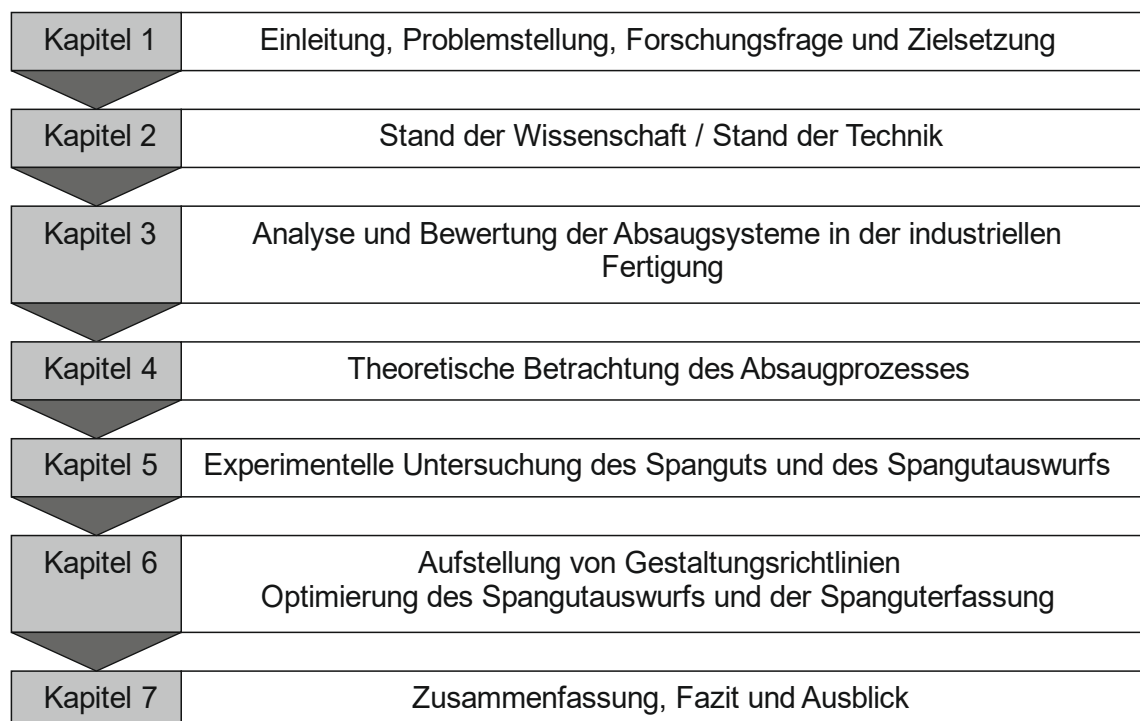 Kapitel 1
Einleitung, Problemstellung, Forschungsfrage und Zielsetzung
Kapitel 2
Stand der Wissenschaft / Stand der Technik
Kapitel 3
Analyse und Bewertung der Absaugsysteme in der industriellen
Fertigung
Kapitel 4
Theoretische Betrachtung des Absaugprozesses
Kapitel 5
Experimentelle Untersuchung des Spanguts und des Spangutauswurfs
Kapitel 6
Aufstellung von Gestaltungsrichtlinien
Optimierung des Spangutauswurfs und der Spanguterfassung
Kapitel 7
Zusammenfassung, Fazit und Ausblick